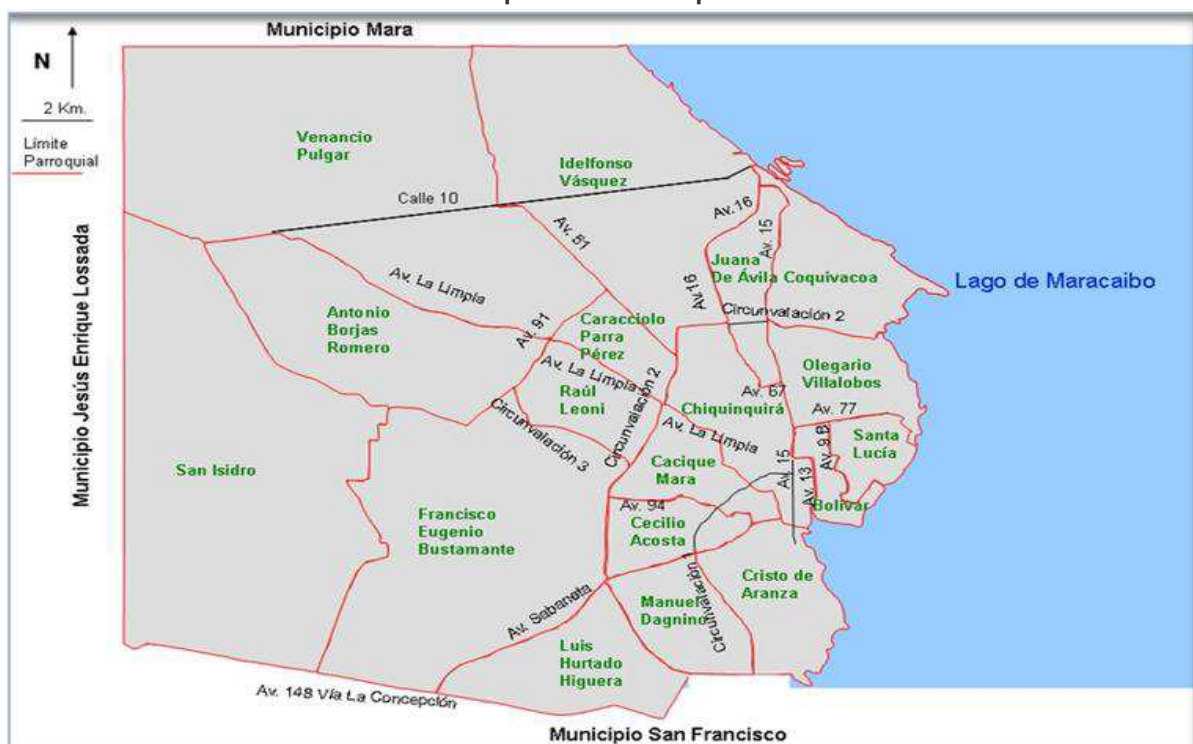 Municipio Mara
N
2 Km.
Límite
Parroquial
Venancio
Pulgar
Idelfonso
Vásquez
Calle 10
Av. 16
Av. 15
Av. 51
Municipio Jesús Enrique Lossada
Juana
De Ávila
Coquivacoa
Lago de Maracaibo
Av. La Limpia
Av.16
Circunvalación 2
Antonio
Borjas
Romero
Av. 91
Caracciolo
Parra
Pérez
Av. La Limpia
Olegario
Villalobos
Raúl
Leoni
Circunvalación 2
Av. 67
Chiquinquirá
Av. 77
Circunvalación 3
Av. La Limpia
Av. 9 B
Santa
Lucía
San Isidro
Cacique
Mara
Av. 15
Av. 13
Bolívar
Av. 94
Francisco
Eugenio
Bustamante
Cecilio
Acosta
Circunvalación 1
Cristo de
Aranza
Av. Sabaneta
Manuel
Dagnino
Luis
Hurtado
Higuera
Av. 148 Vía La Concepción
Municipio San Francisco